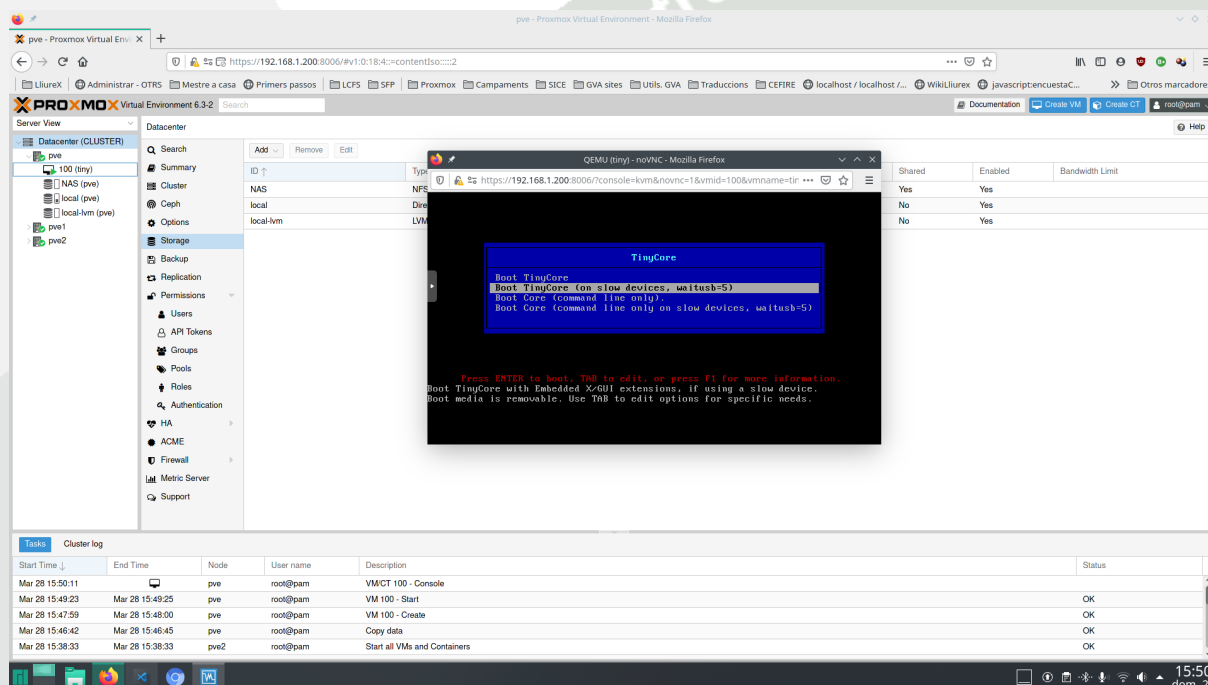 pve - Proxmox Virtual Environment - Mozilla Firefox
pve - Proxmox Virtual Envi
https://192.168.1.200:8006/#v1:0:18:4::=contentIso:::::2
LliureX Administrar - OTRS Mestre a casa Primers passos LCFS SFP Proxmox Campaments SICE GVA sites Utils. GVA Traduccions CEFIRE localhost / localhost /... WikiLliurex javascript:encuestaC... Otros marcadores
PROXMOX Virtual Environment 6.3-2 Search Documentation Create VM Create CT root@pam
Server View
Datacenter
Help
Datacenter (CLUSTER)
pve
100 (tiny)
NAS (pve)
local (pve)
local-lvm (pve)
pve1
pve2
Search
Summary
Cluster
Ceph
Options
Storage
Backup
Replication
Permissions
Users
API Tokens
Groups
Pools
Roles
Authentication
HA
ACME
Firewall
Metric Server
Support
Add Remove Edit
ID Shared Enabled Bandwidth Limit
NAS NFS Yes Yes
local No Yes
local-lvm No Yes
QEMU (tiny) - noVNC - Mozilla Firefox
https://192.168.1.200:8006/?console=kvm&novnc=1&vmid=100&vmname=tir
TinyCore
Boot TinyCore
Boot TinyCore (on slow devices, waitusb=5)
Boot Core (command line only).
Boot Core (command line only on slow devices, waitusb=5)
Press ENTER to boot, TAB to edit, or press F1 for more information.
Boot TinyCore with Embedded X/GUI extensions, if using a slow device.
Boot media is removable. Use TAB to edit options for specific needs.
Tasks Cluster log
Start Time End Time Node User name Description Status
Mar 28 15:50:11 pve root@pam VM/CT 100 - Console
Mar 28 15:49:23 Mar 28 15:49:25 pve root@pam VM 100 - Start OK
Mar 28 15:47:59 Mar 28 15:48:00 pve root@pam VM 100 - Create OK
Mar 28 15:46:42 Mar 28 15:46:45 pve root@pam Copy data OK
Mar 28 15:38:33 Mar 28 15:38:33 pve2 root@pam Start all VMs and Containers OK
15:50